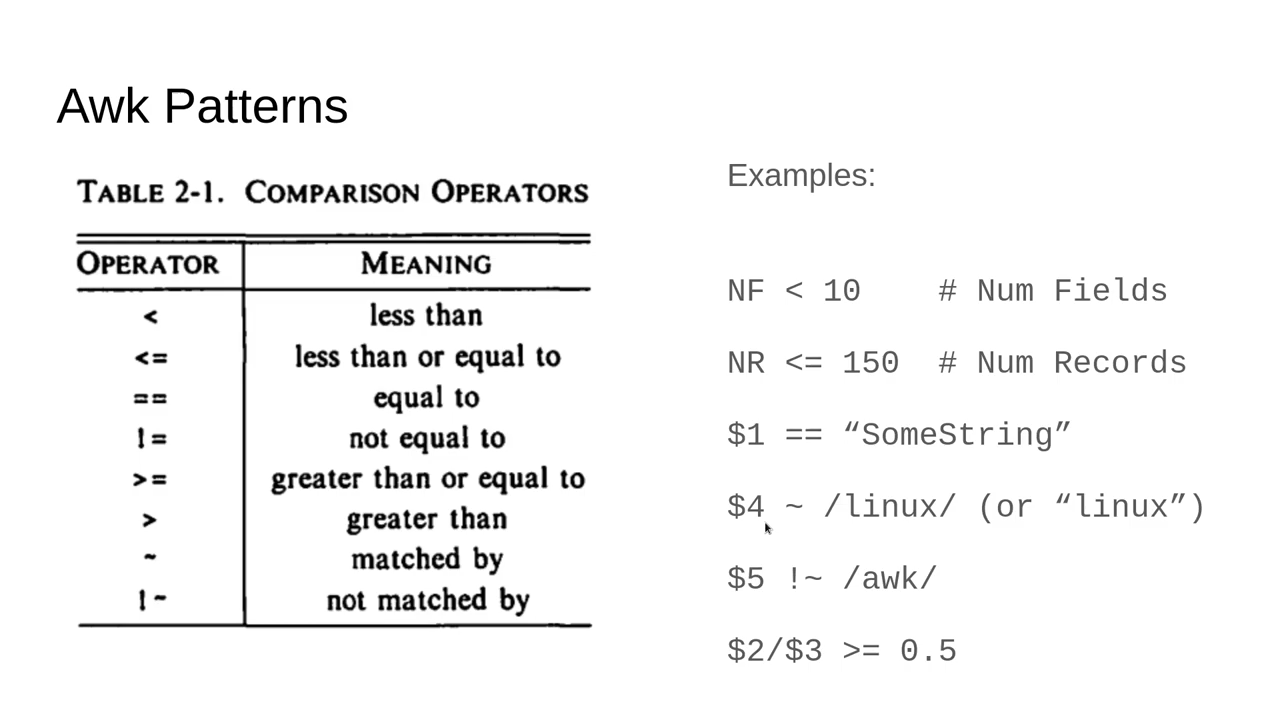 Awk Patterns
TABLE 2-1. COMPARISON OPERATORS
OPERATOR MEANING
< less than
<= less than or equal to
== equal to
!= not equal to
>= greater than or equal to
> greater than
~ matched by
!~ not matched by
Examples:
NF < 10    # Num Fields
NR <= 150  # Num Records
$1 == “SomeString”
$4 ~ /linux/ (or “linux”)
$5 !~ /awk/
$2/$3 >= 0.5